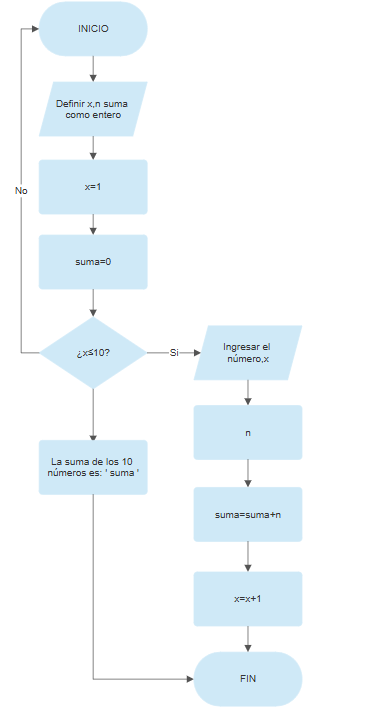 INICIO
Definir x,n suma
como entero
x=1
No
suma=0
¿x≤10?
Si
Ingresar el
número,x
n
La suma de los 10
números es: ' suma '
suma=suma+n
x=x+1
FIN